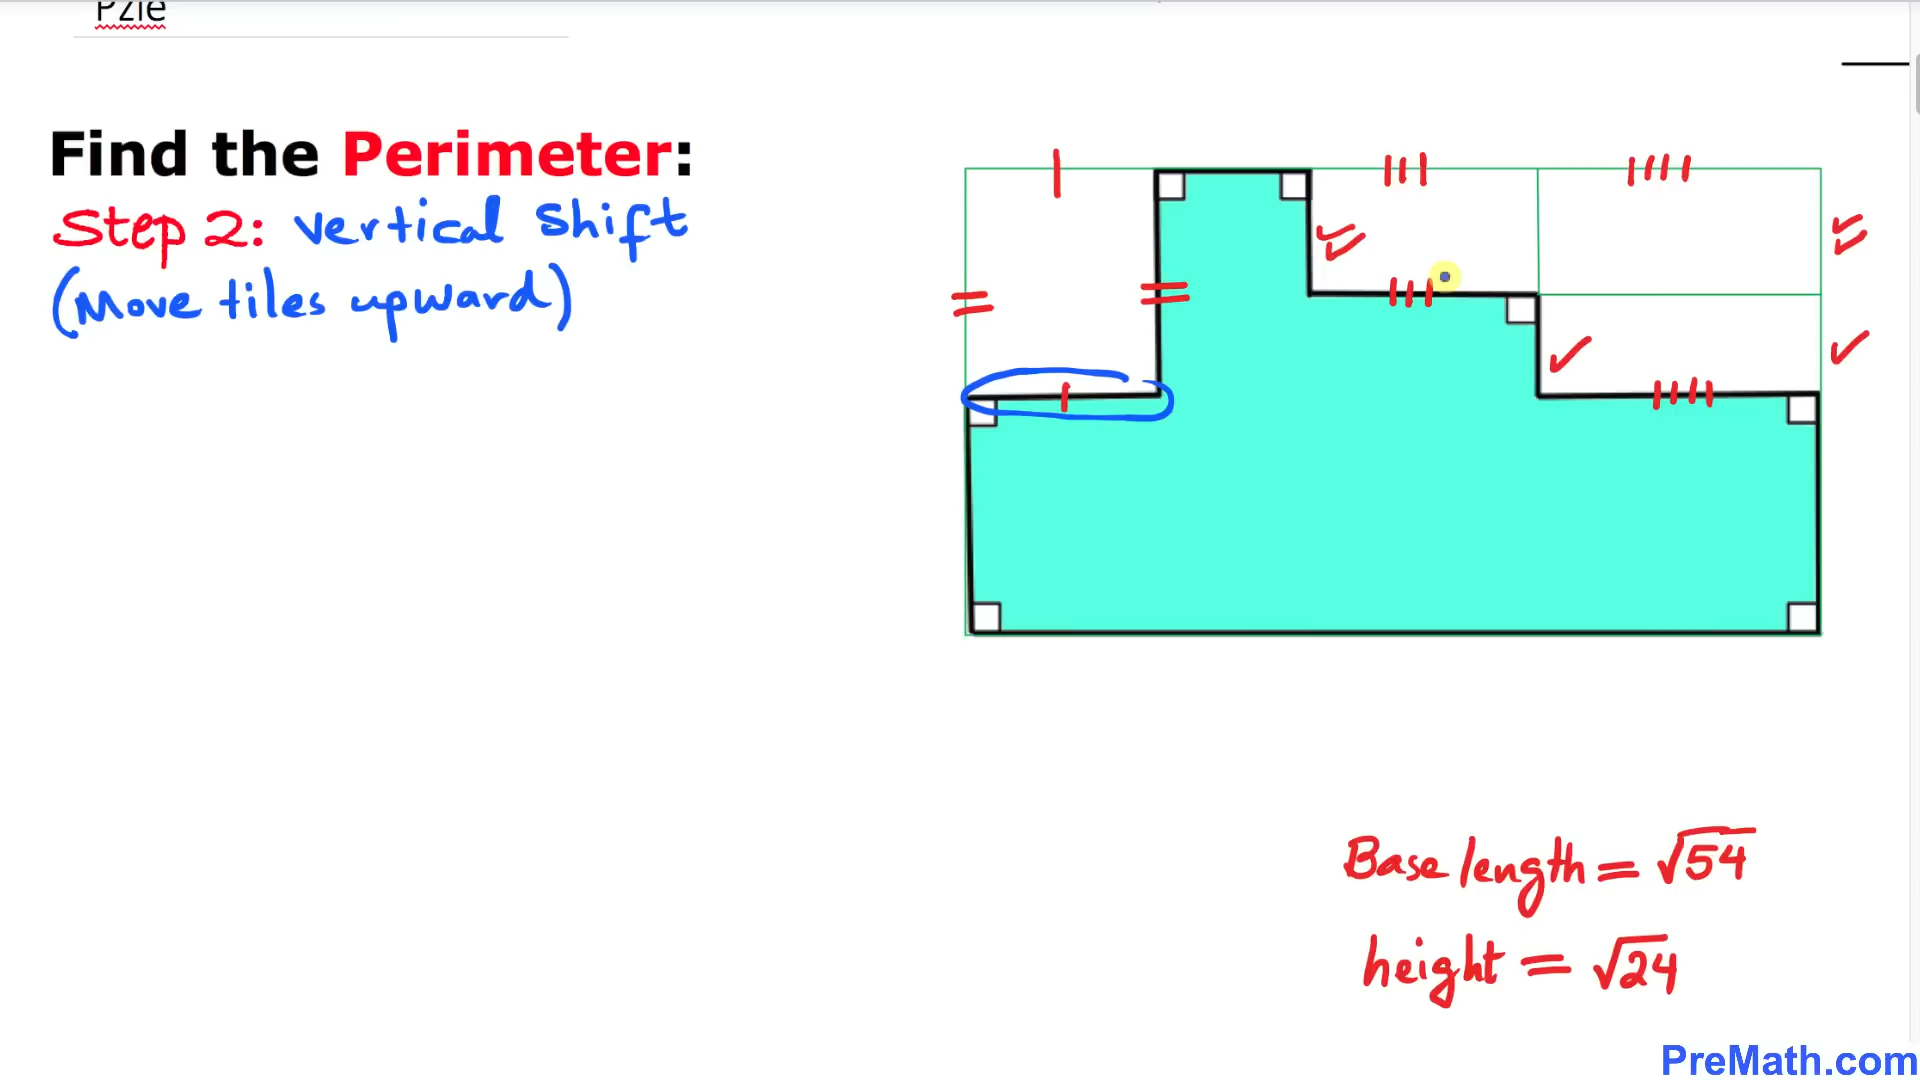 Pzle
Find the Perimeter:
Step 2: Vertical Shift
(Move tiles upward)
Base length = √54
height = √24
PreMath.com